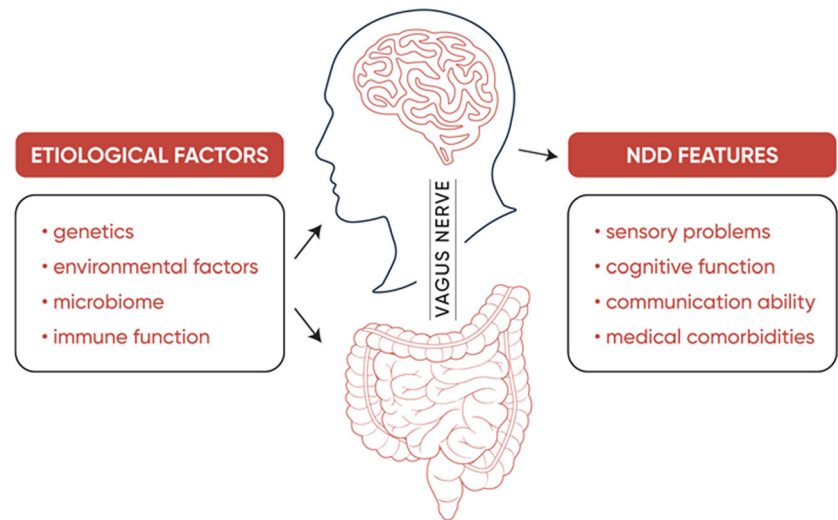 ETIOLOGICAL FACTORS
• genetics
• environmental factors
• microbiome
• immune function
VAGUS NERVE
NDD FEATURES
• sensory problems
• cognitive function
• communication ability
• medical comorbidities